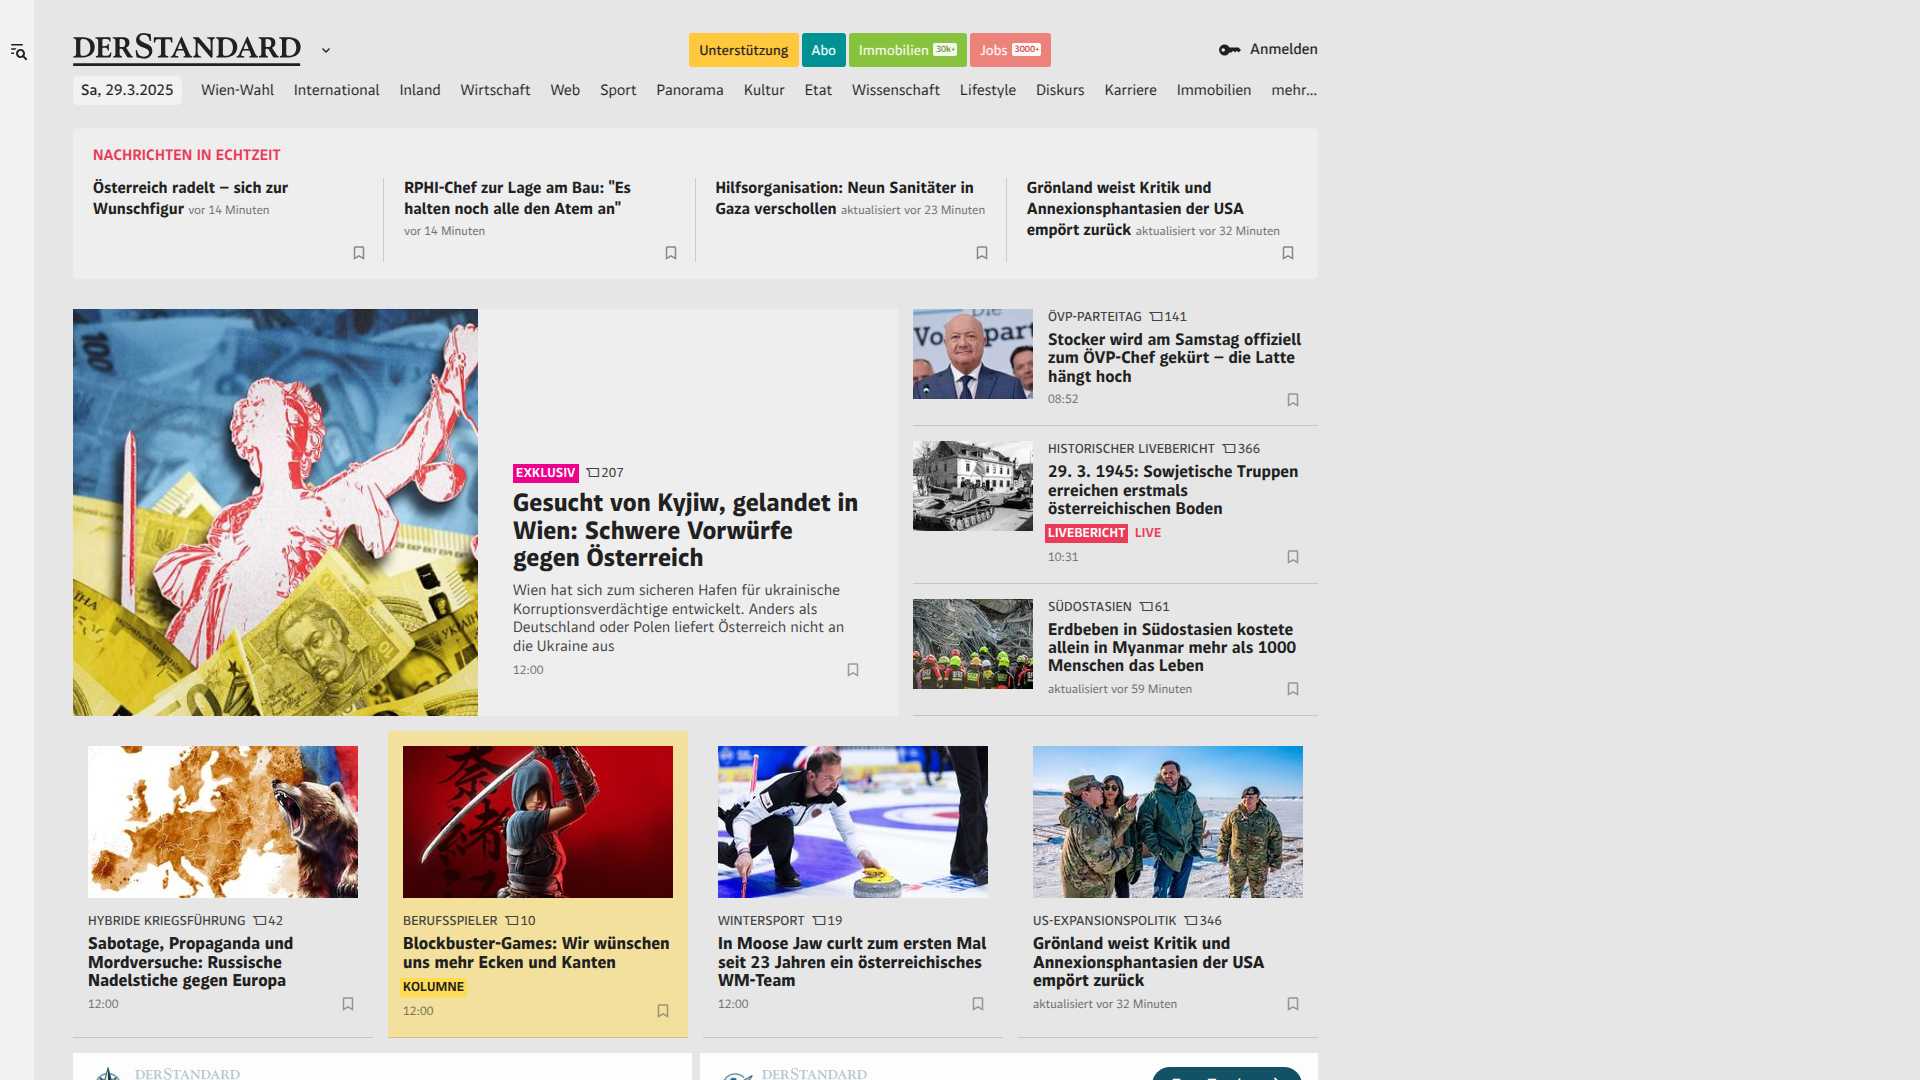 DERSTANDARD
Unterstützung
Abo
Immobilien 30k+
Jobs 3000+
Anmelden
Sa, 29.3.2025
Wien-Wahl
International
Inland
Wirtschaft
Web
Sport
Panorama
Kultur
Etat
Wissenschaft
Lifestyle
Diskurs
Karriere
Immobilien
mehr...
NACHRICHTEN IN ECHTZEIT
Österreich radelt – sich zur
Wunschfigur vor 14 Minuten
RPHI-Chef zur Lage am Bau: "Es
halten noch alle den Atem an"
vor 14 Minuten
Hilfsorganisation: Neun Sanitäter in
Gaza verschollen aktualisiert vor 23 Minuten
Grönland weist Kritik und
Annexionsphantasien der USA
empört zurück aktualisiert vor 32 Minuten
EXKLUSIV 207
Gesucht von Kyjiw, gelandet in
Wien: Schwere Vorwürfe
gegen Österreich
Wien hat sich zum sicheren Hafen für ukrainische
Korruptionsverdächtige entwickelt. Anders als
Deutschland oder Polen liefert Österreich nicht an
die Ukraine aus
12:00
ÖVP-PARTEITAG 141
Stocker wird am Samstag offiziell
zum ÖVP-Chef gekürt – die Latte
hängt hoch
08:52
HISTORISCHER LIVEBERICHT 366
29. 3. 1945: Sowjetische Truppen
erreichen erstmals
österreichischen Boden
LIVEBERICHT LIVE
10:31
SÜDOSTASIEN 61
Erdbeben in Südostasien kostete
allein in Myanmar mehr als 1000
Menschen das Leben
aktualisiert vor 59 Minuten
HYBRIDE KRIEGSFÜHRUNG 42
Sabotage, Propaganda und
Mordversuche: Russische
Nadelstiche gegen Europa
12:00
BERUFSSPIELER 10
Blockbuster-Games: Wir wünschen
uns mehr Ecken und Kanten
KOLUMNE
12:00
WINTERSPORT 19
In Moose Jaw curlt zum ersten Mal
seit 23 Jahren ein österreichisches
WM-Team
12:00
US-EXPANSIONSPOLITIK 346
Grönland weist Kritik und
Annexionsphantasien der USA
empört zurück
aktualisiert vor 32 Minuten
DERSTANDARD
DERSTANDARD